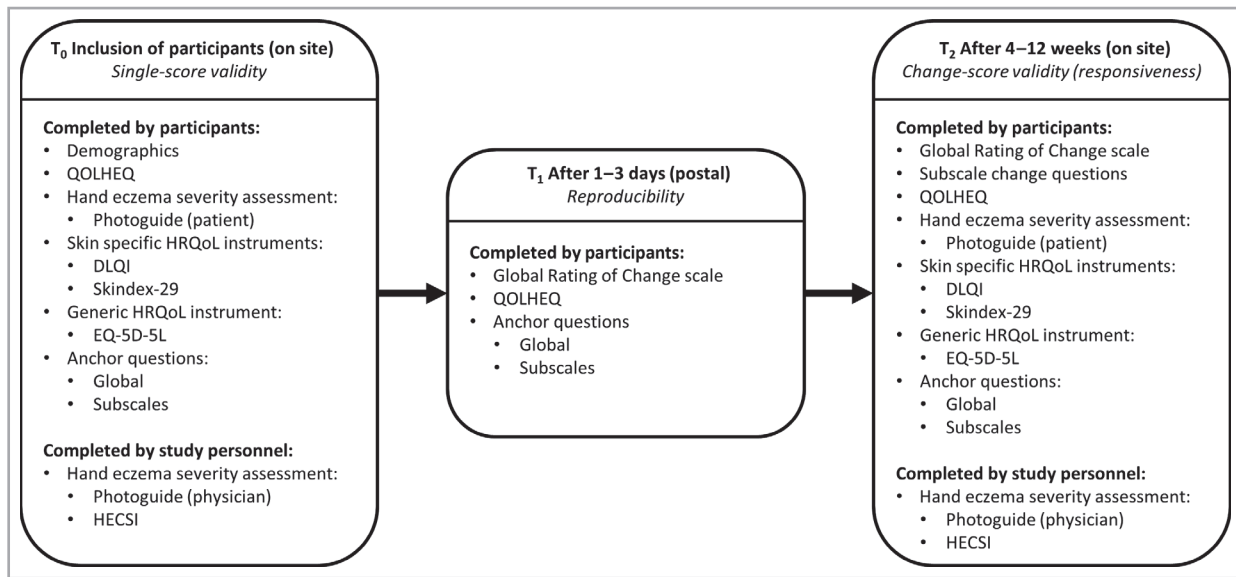 T₀ Inclusion of participants (on site)
Single-score validity
Completed by participants:
• Demographics
• QOLHEQ
• Hand eczema severity assessment:
• Photoguide (patient)
• Skin specific HRQoL instruments:
• DLQI
• Skindex-29
• Generic HRQoL instrument:
• EQ-5D-5L
• Anchor questions:
• Global
• Subscales
Completed by study personnel:
• Hand eczema severity assessment:
• Photoguide (physician)
• HECSI
T₁ After 1–3 days (postal)
Reproducibility
Completed by participants:
• Global Rating of Change scale
• QOLHEQ
• Anchor questions
• Global
• Subscales
T₂ After 4–12 weeks (on site)
Change-score validity (responsiveness)
Completed by participants:
• Global Rating of Change scale
• Subscale change questions
• QOLHEQ
• Hand eczema severity assessment:
• Photoguide (patient)
• Skin specific HRQoL instruments:
• DLQI
• Skindex-29
• Generic HRQoL instrument:
• EQ-5D-5L
• Anchor questions:
• Global
• Subscales
Completed by study personnel:
• Hand eczema severity assessment:
• Photoguide (physician)
• HECSI